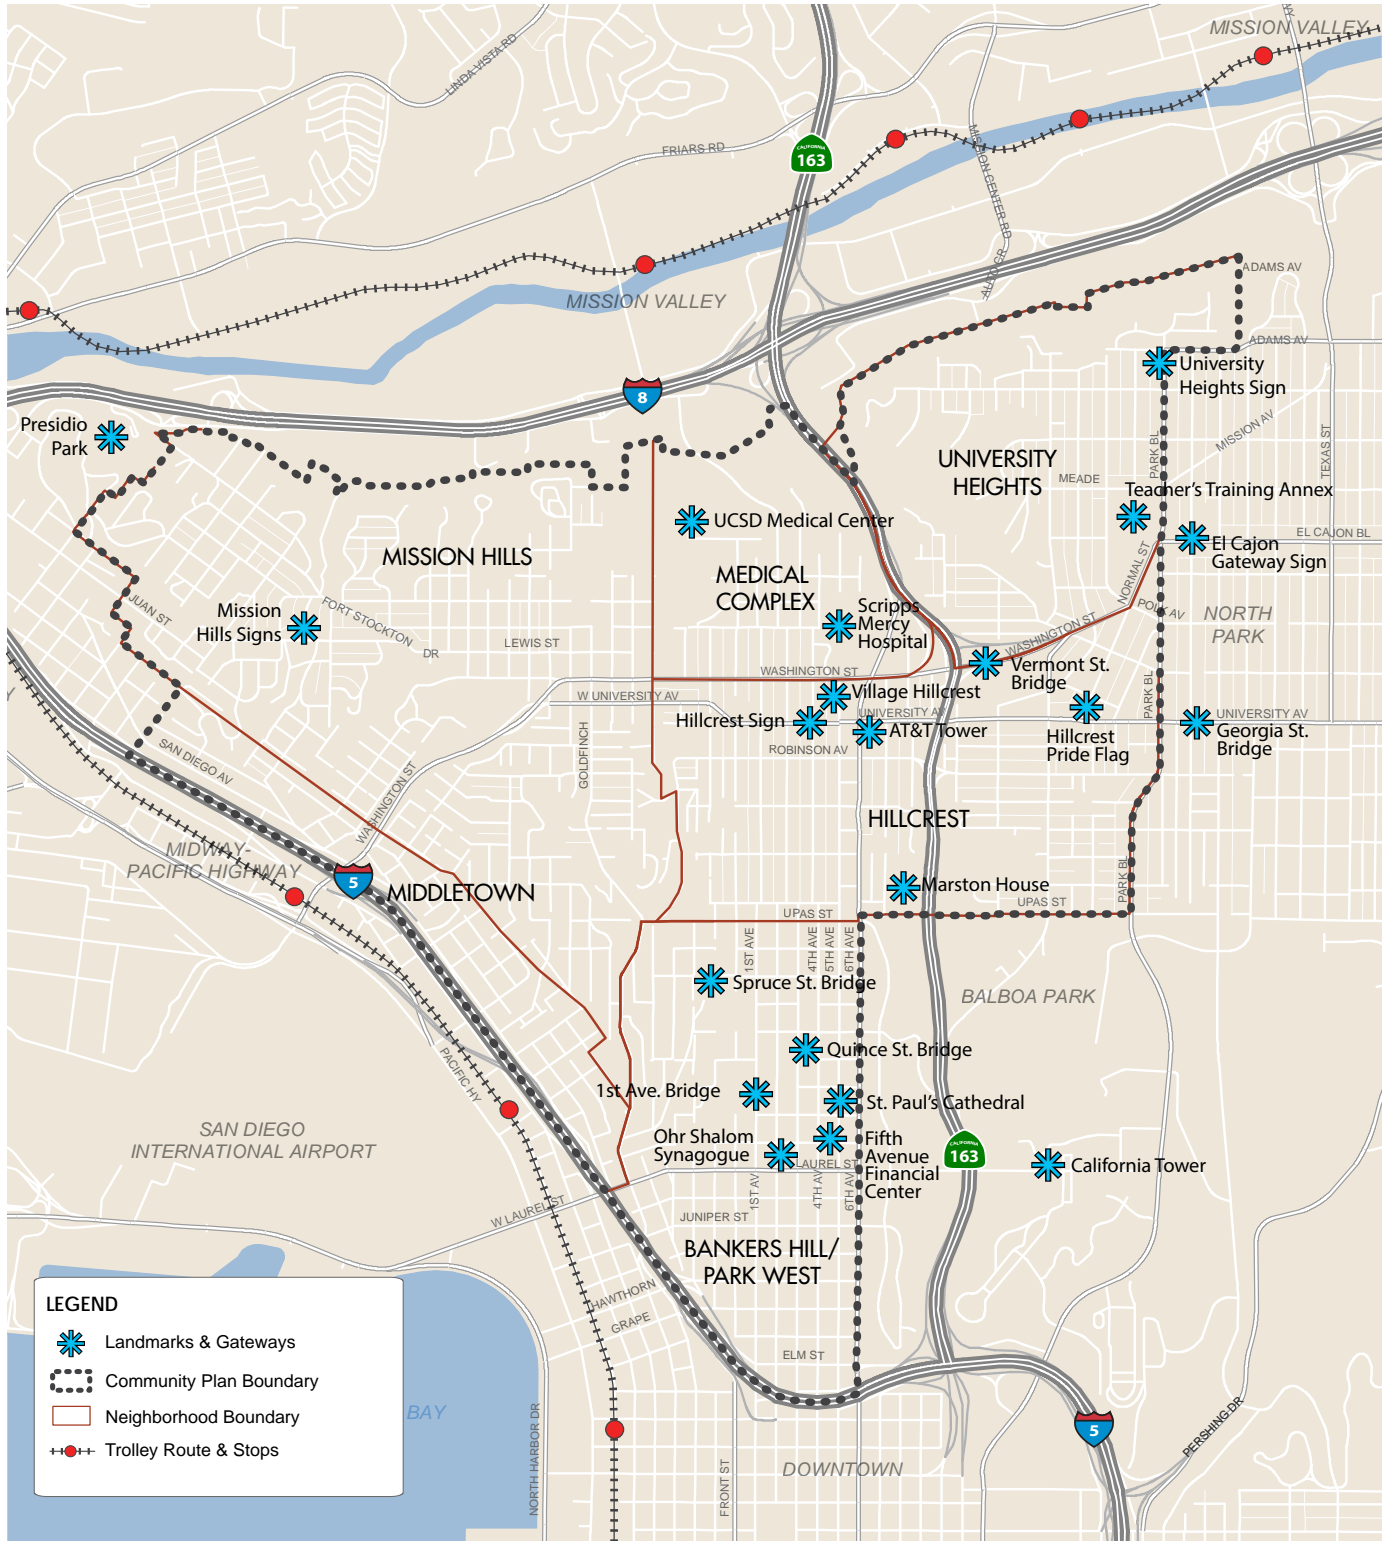 MISSION VALLEY
LINDA VISTA RD
FRIARS RD
CALIFORNIA
163
MISSION CENTER RD
AUTO CR
MISSION VALLEY
ADAMS AV
ADAMS AV
8
University
Heights Sign
Presidio
Park
MISSION AV
TEXAS ST
PARK BL
UNIVERSITY
HEIGHTS
MEADE
Teacher's Training Annex
UCSD Medical Center
EL CAJON BL
El Cajon
Gateway Sign
MISSION HILLS
MEDICAL
COMPLEX
NORMAL ST
JUAN ST
Mission
Hills Signs
FORT STOCKTON
DR
LEWIS ST
Scripps
Mercy
Hospital
POLK AV
NORTH
PARK
WASHINGTON ST
WASHINGTON ST
Vermont St.
Bridge
W UNIVERSITY AV
Village Hillcrest
PARK BL
Hillcrest Sign
UNIVERSITY AV
AT&T Tower
UNIVERSITY AV
Georgia St.
Bridge
Hillcrest
Pride Flag
ROBINSON AV
GOLDFINCH
SAN DIEGO AV
WASHINGTON ST
HILLCREST
MIDWAY-
PACIFIC HIGHWAY
5
MIDDLETOWN
Marston House
PARK BL
UPAS ST
UPAS ST
1ST AVE
4TH AVE
5TH AVE
6TH AVE
Spruce St. Bridge
BALBOA PARK
Quince St. Bridge
PACIFIC HY
1st Ave. Bridge
St. Paul's Cathedral
SAN DIEGO
INTERNATIONAL AIRPORT
Ohr Shalom
Synagogue
Fifth
Avenue
Financial
Center
LAUREL ST
CALIFORNIA
163
California Tower
1ST AV
4TH AV
6TH AV
W LAUREL ST
JUNIPER ST
BANKERS HILL/
PARK WEST
HAWTHORN
GRAPE
ELM ST
LEGEND
Landmarks & Gateways
Community Plan Boundary
Neighborhood Boundary
Trolley Route & Stops
BAY
NORTH HARBOR DR
FRONT ST
DOWNTOWN
5
PERSHING DR